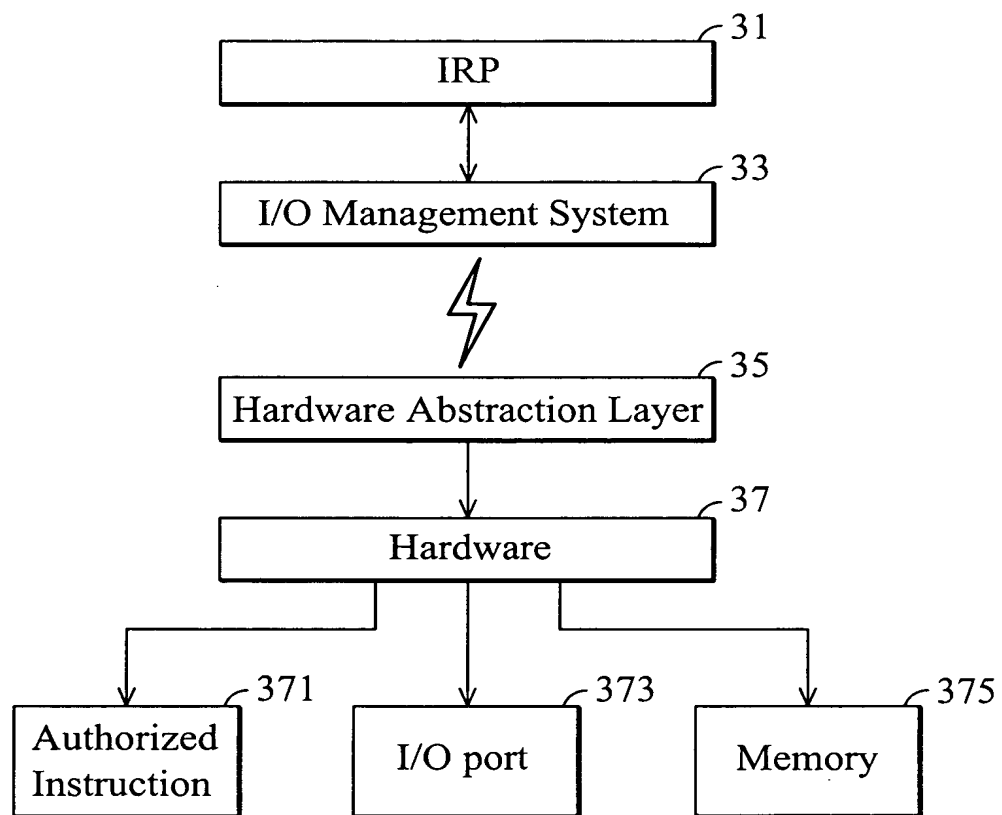 31
IRP
33
I/O Management System
35
Hardware Abstraction Layer
37
Hardware
371
Authorized
Instruction
373
I/O port
375
Memory